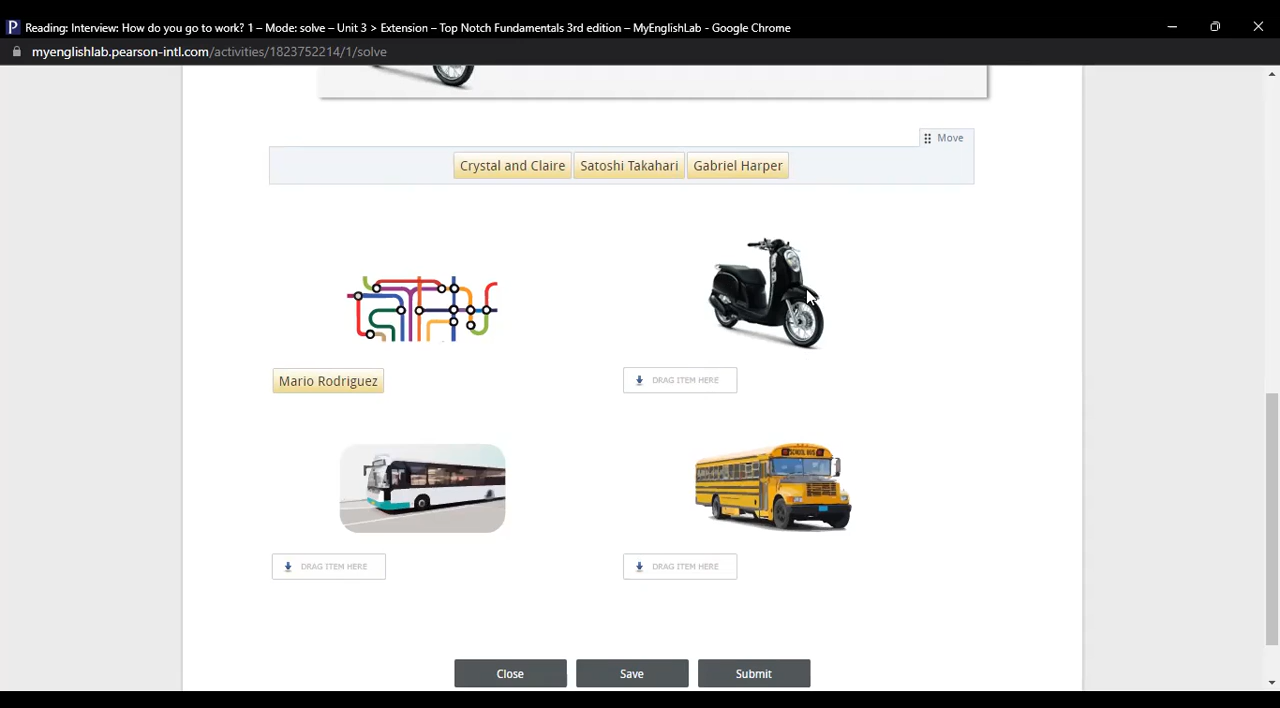 Reading: Interview: How do you go to work? 1 – Mode: solve – Unit 3 > Extension – Top Notch Fundamentals 3rd edition – MyEnglishLab - Google Chrome
myenglishlab.pearson-intl.com/activities/1823752214/1/solve
Move
Crystal and Claire Satoshi Takahari Gabriel Harper
Mario Rodriguez
DRAG ITEM HERE
SCHOOL BUS
DRAG ITEM HERE
DRAG ITEM HERE
Close Save Submit